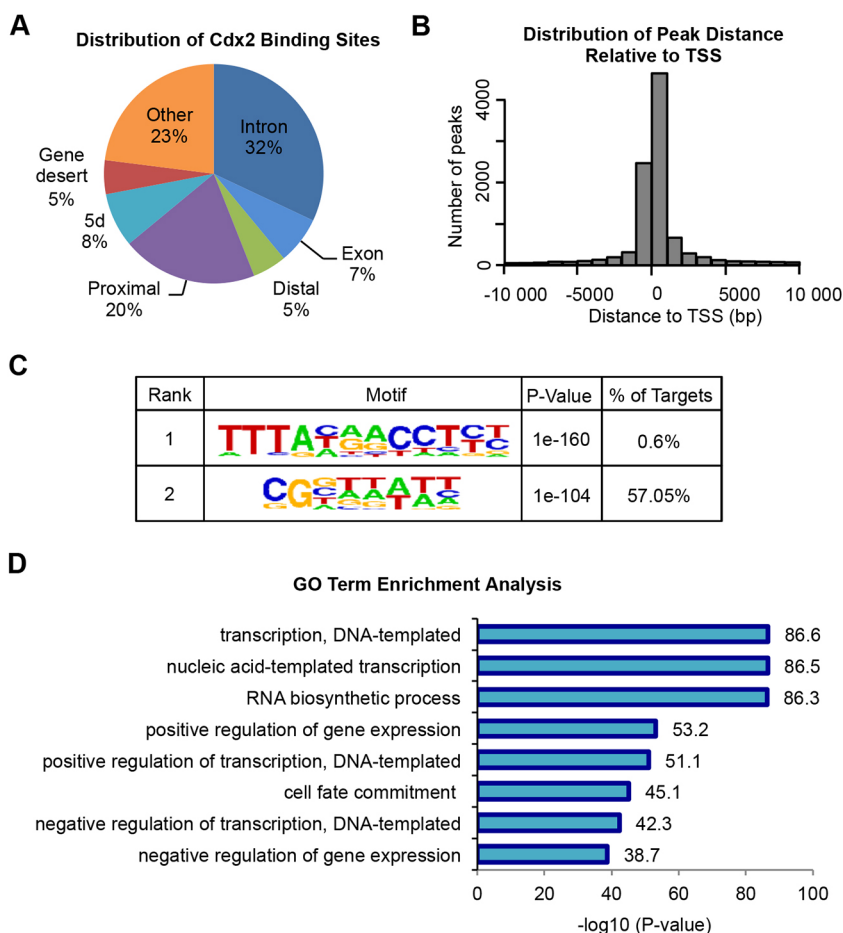 A
Distribution of Cdx2 Binding Sites
Other
23%
Intron
32%
Gene
desert
5%
5d
8%
Exon
7%
Proximal
20%
Distal
5%
B
Distribution of Peak Distance
Relative to TSS
Number of peaks
4000
2000
0
-10 000 -5000 0 5000 10 000
Distance to TSS (bp)
C
Rank Motif P-Value % of Targets
1 TTTACAACCTCT 1e-160 0.6%
2 CGGTTATT 1e-104 57.05%
D
GO Term Enrichment Analysis
transcription, DNA-templated 86.6
nucleic acid-templated transcription 86.5
RNA biosynthetic process 86.3
positive regulation of gene expression 53.2
positive regulation of transcription, DNA-templated 51.1
cell fate commitment 45.1
negative regulation of transcription, DNA-templated 42.3
negative regulation of gene expression 38.7
0 20 40 60 80 100
-log10 (P-value)